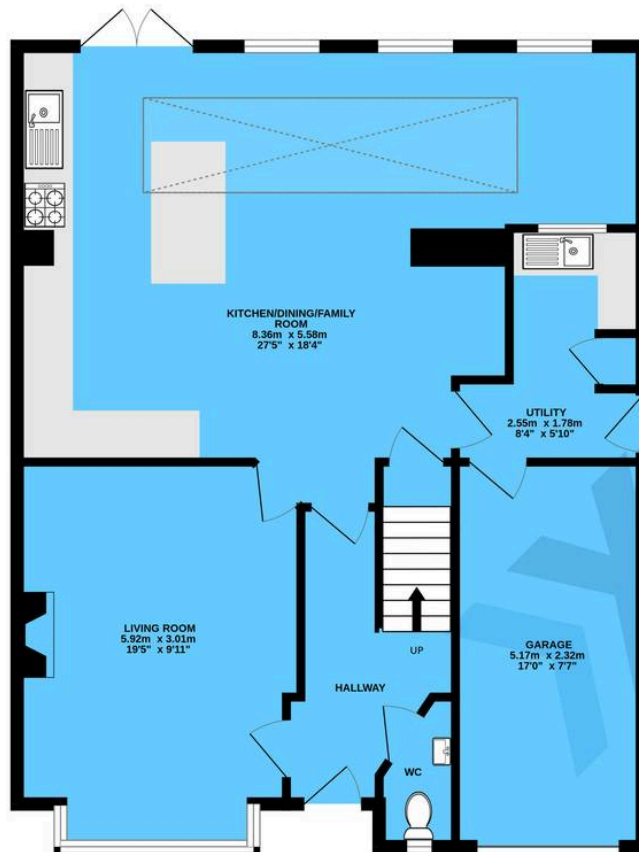 KITCHEN/DINING/FAMILY
ROOM
8.36m x 5.58m
27'5" x 18'4"
UTILITY
2.55m x 1.78m
8'4" x 5'10"
LIVING ROOM
5.92m x 3.01m
19'5" x 9'11"
UP
GARAGE
5.17m x 2.32m
17'0" x 7'7"
HALLWAY
WC